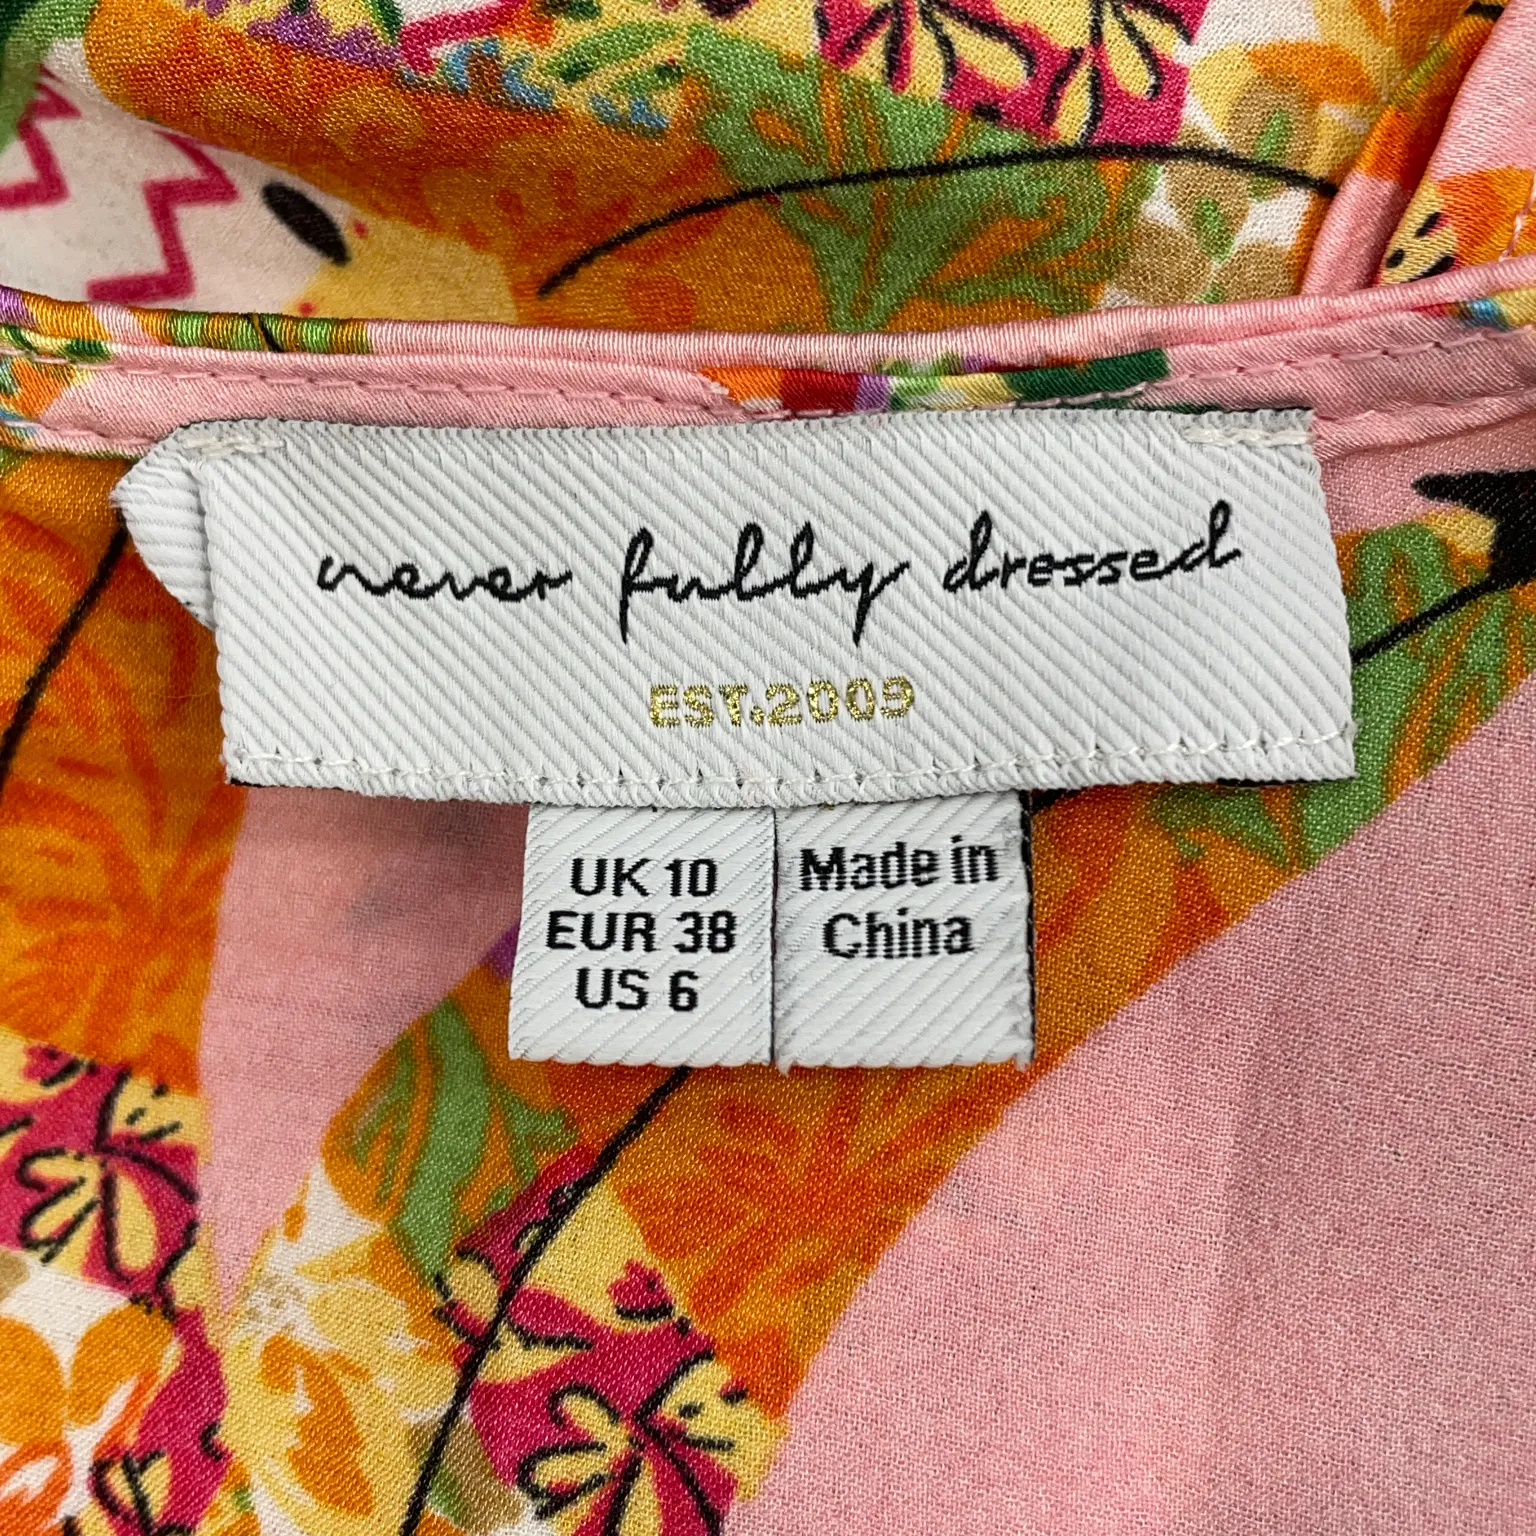 never fully dressed
EST.2009
UK 10
EUR 38
US 6
Made in
China